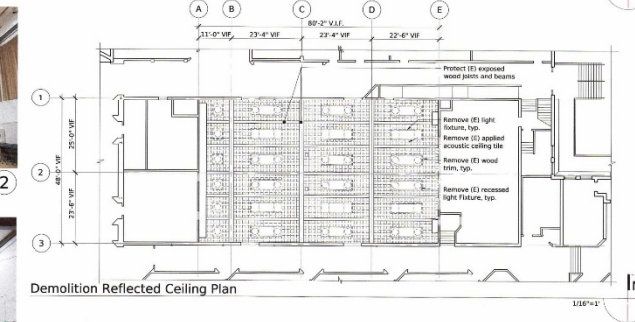 A B C D E
80'-2" V.I.F.
11'-0" VIF 23'-4" VIF 23'-4" VIF 22'-6" VIF
Protect (E) exposed
wood joists and beams
1
Remove (E) light
fixture, typ.
Remove (E) applied
acoustic ceiling tile
25'-0" VIF
48'-0" VIF
Remove (E) wood
trim, typ.
2
2
Remove (E) recessed
light Fixture, typ.
23'-6" VIF
3
Demolition Reflected Ceiling Plan
1/16"=1'